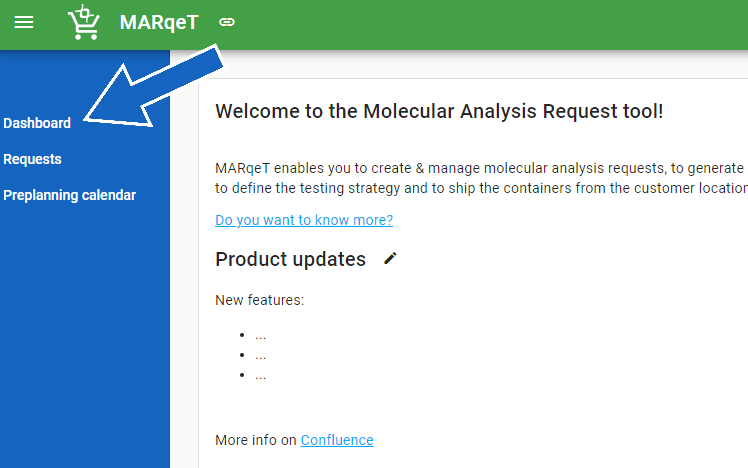 MARqeT
Dashboard
Requests
Preplanning calendar
Welcome to the Molecular Analysis Request tool!
MARqeT enables you to create & manage molecular analysis requests, to generate
to define the testing strategy and to ship the containers from the customer location
Do you want to know more?
Product updates
New features:
• ...
• ...
• ...
More info on Confluence